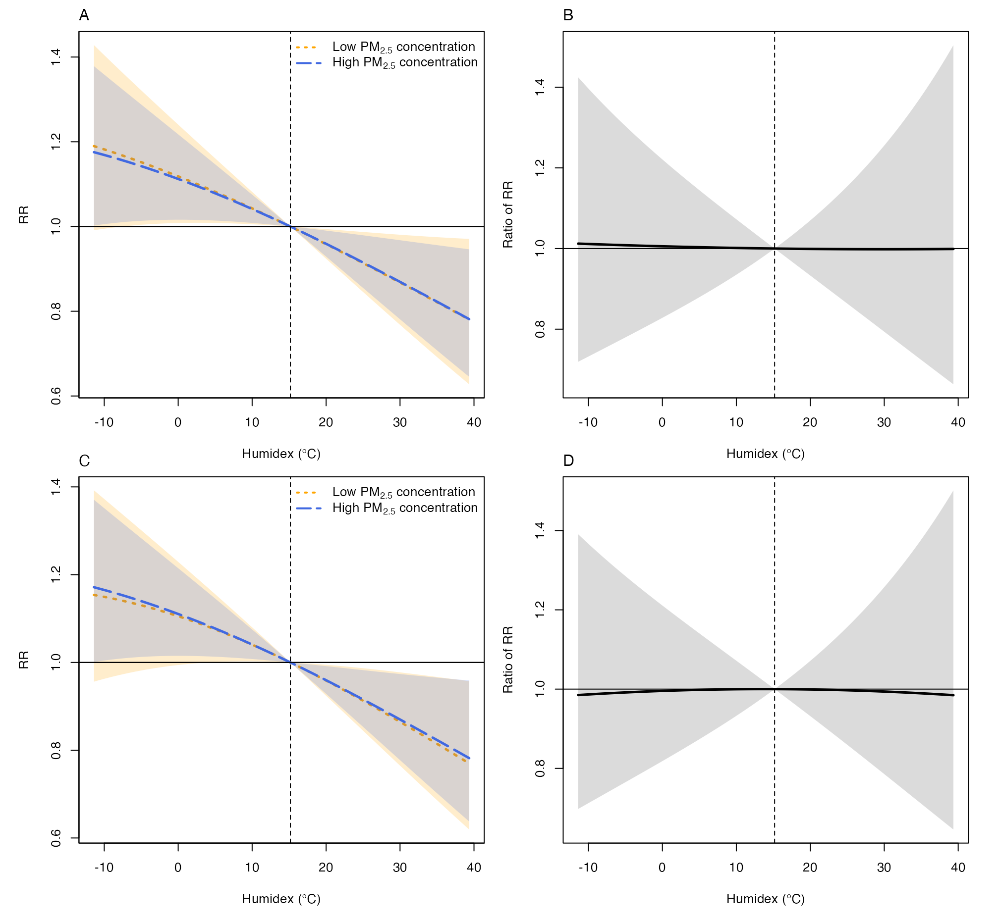 A
Low PM2.5 concentration
High PM2.5 concentration
RR
1.4
1.2
1.0
0.8
0.6
-10 0 10 20 30 40
Humidex (°C)
B
Ratio of RR
1.4
1.2
1.0
0.8
-10 0 10 20 30 40
Humidex (°C)
C
Low PM2.5 concentration
High PM2.5 concentration
RR
1.4
1.2
1.0
0.8
0.6
-10 0 10 20 30 40
Humidex (°C)
D
Ratio of RR
1.4
1.2
1.0
0.8
-10 0 10 20 30 40
Humidex (°C)